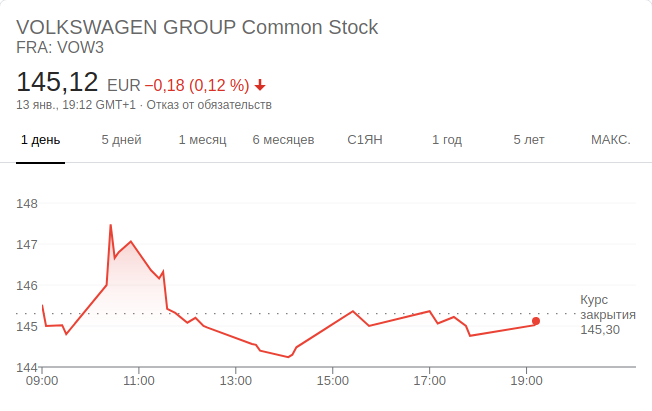 VOLKSWAGEN GROUP Common Stock
FRA: VOW3
145,12 EUR −0,18 (0,12 %)
13 янв., 19:12 GMT+1 · Отказ от обязательств
1 день 5 дней 1 месяц 6 месяцев С1ЯН 1 год 5 лет МАКС.
148
147
146
145
144
Курс
закрытия
145,30
09:00 11:00 13:00 15:00 17:00 19:00